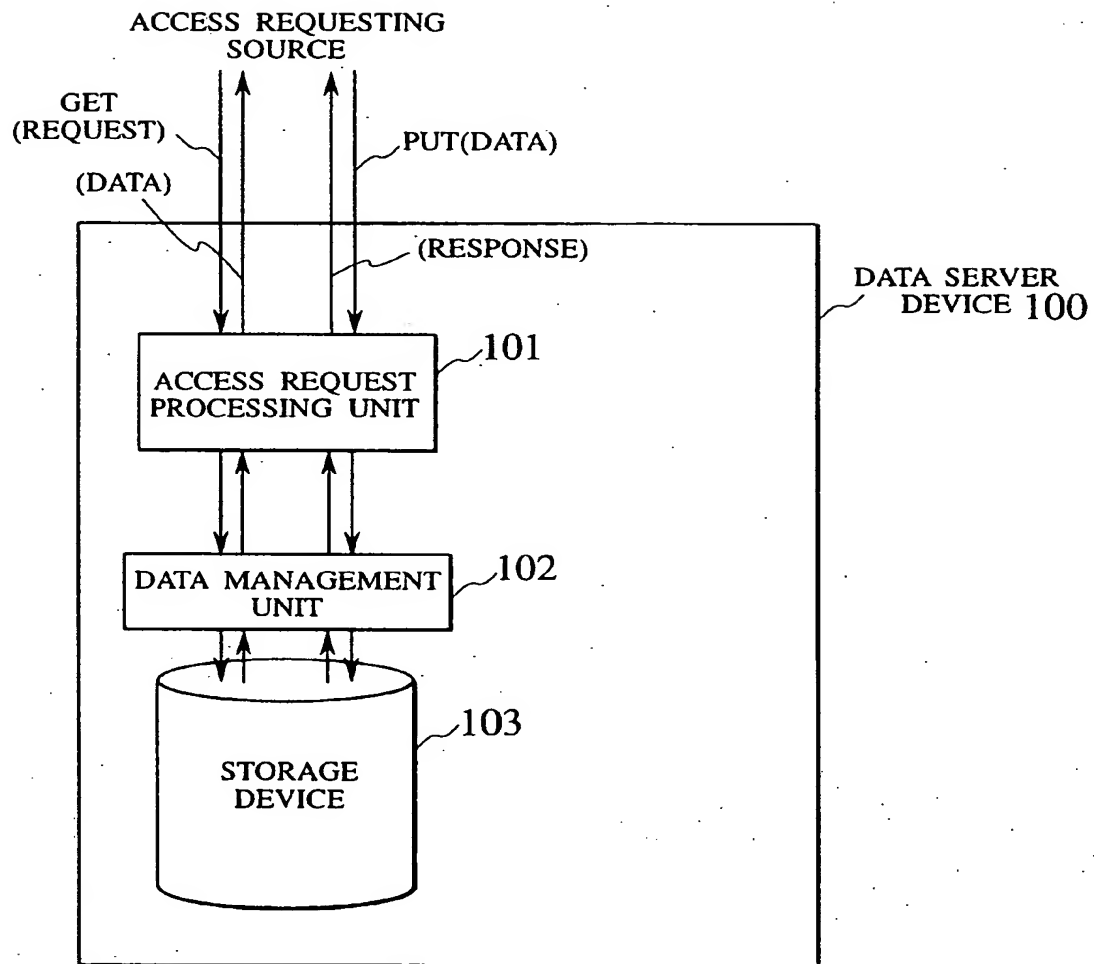 ACCESS REQUESTING
SOURCE
GET
(REQUEST)
PUT(DATA)
(DATA)
(RESPONSE)
DATA SERVER
DEVICE 100
101
ACCESS REQUEST
PROCESSING UNIT
102
DATA MANAGEMENT
UNIT
103
STORAGE
DEVICE